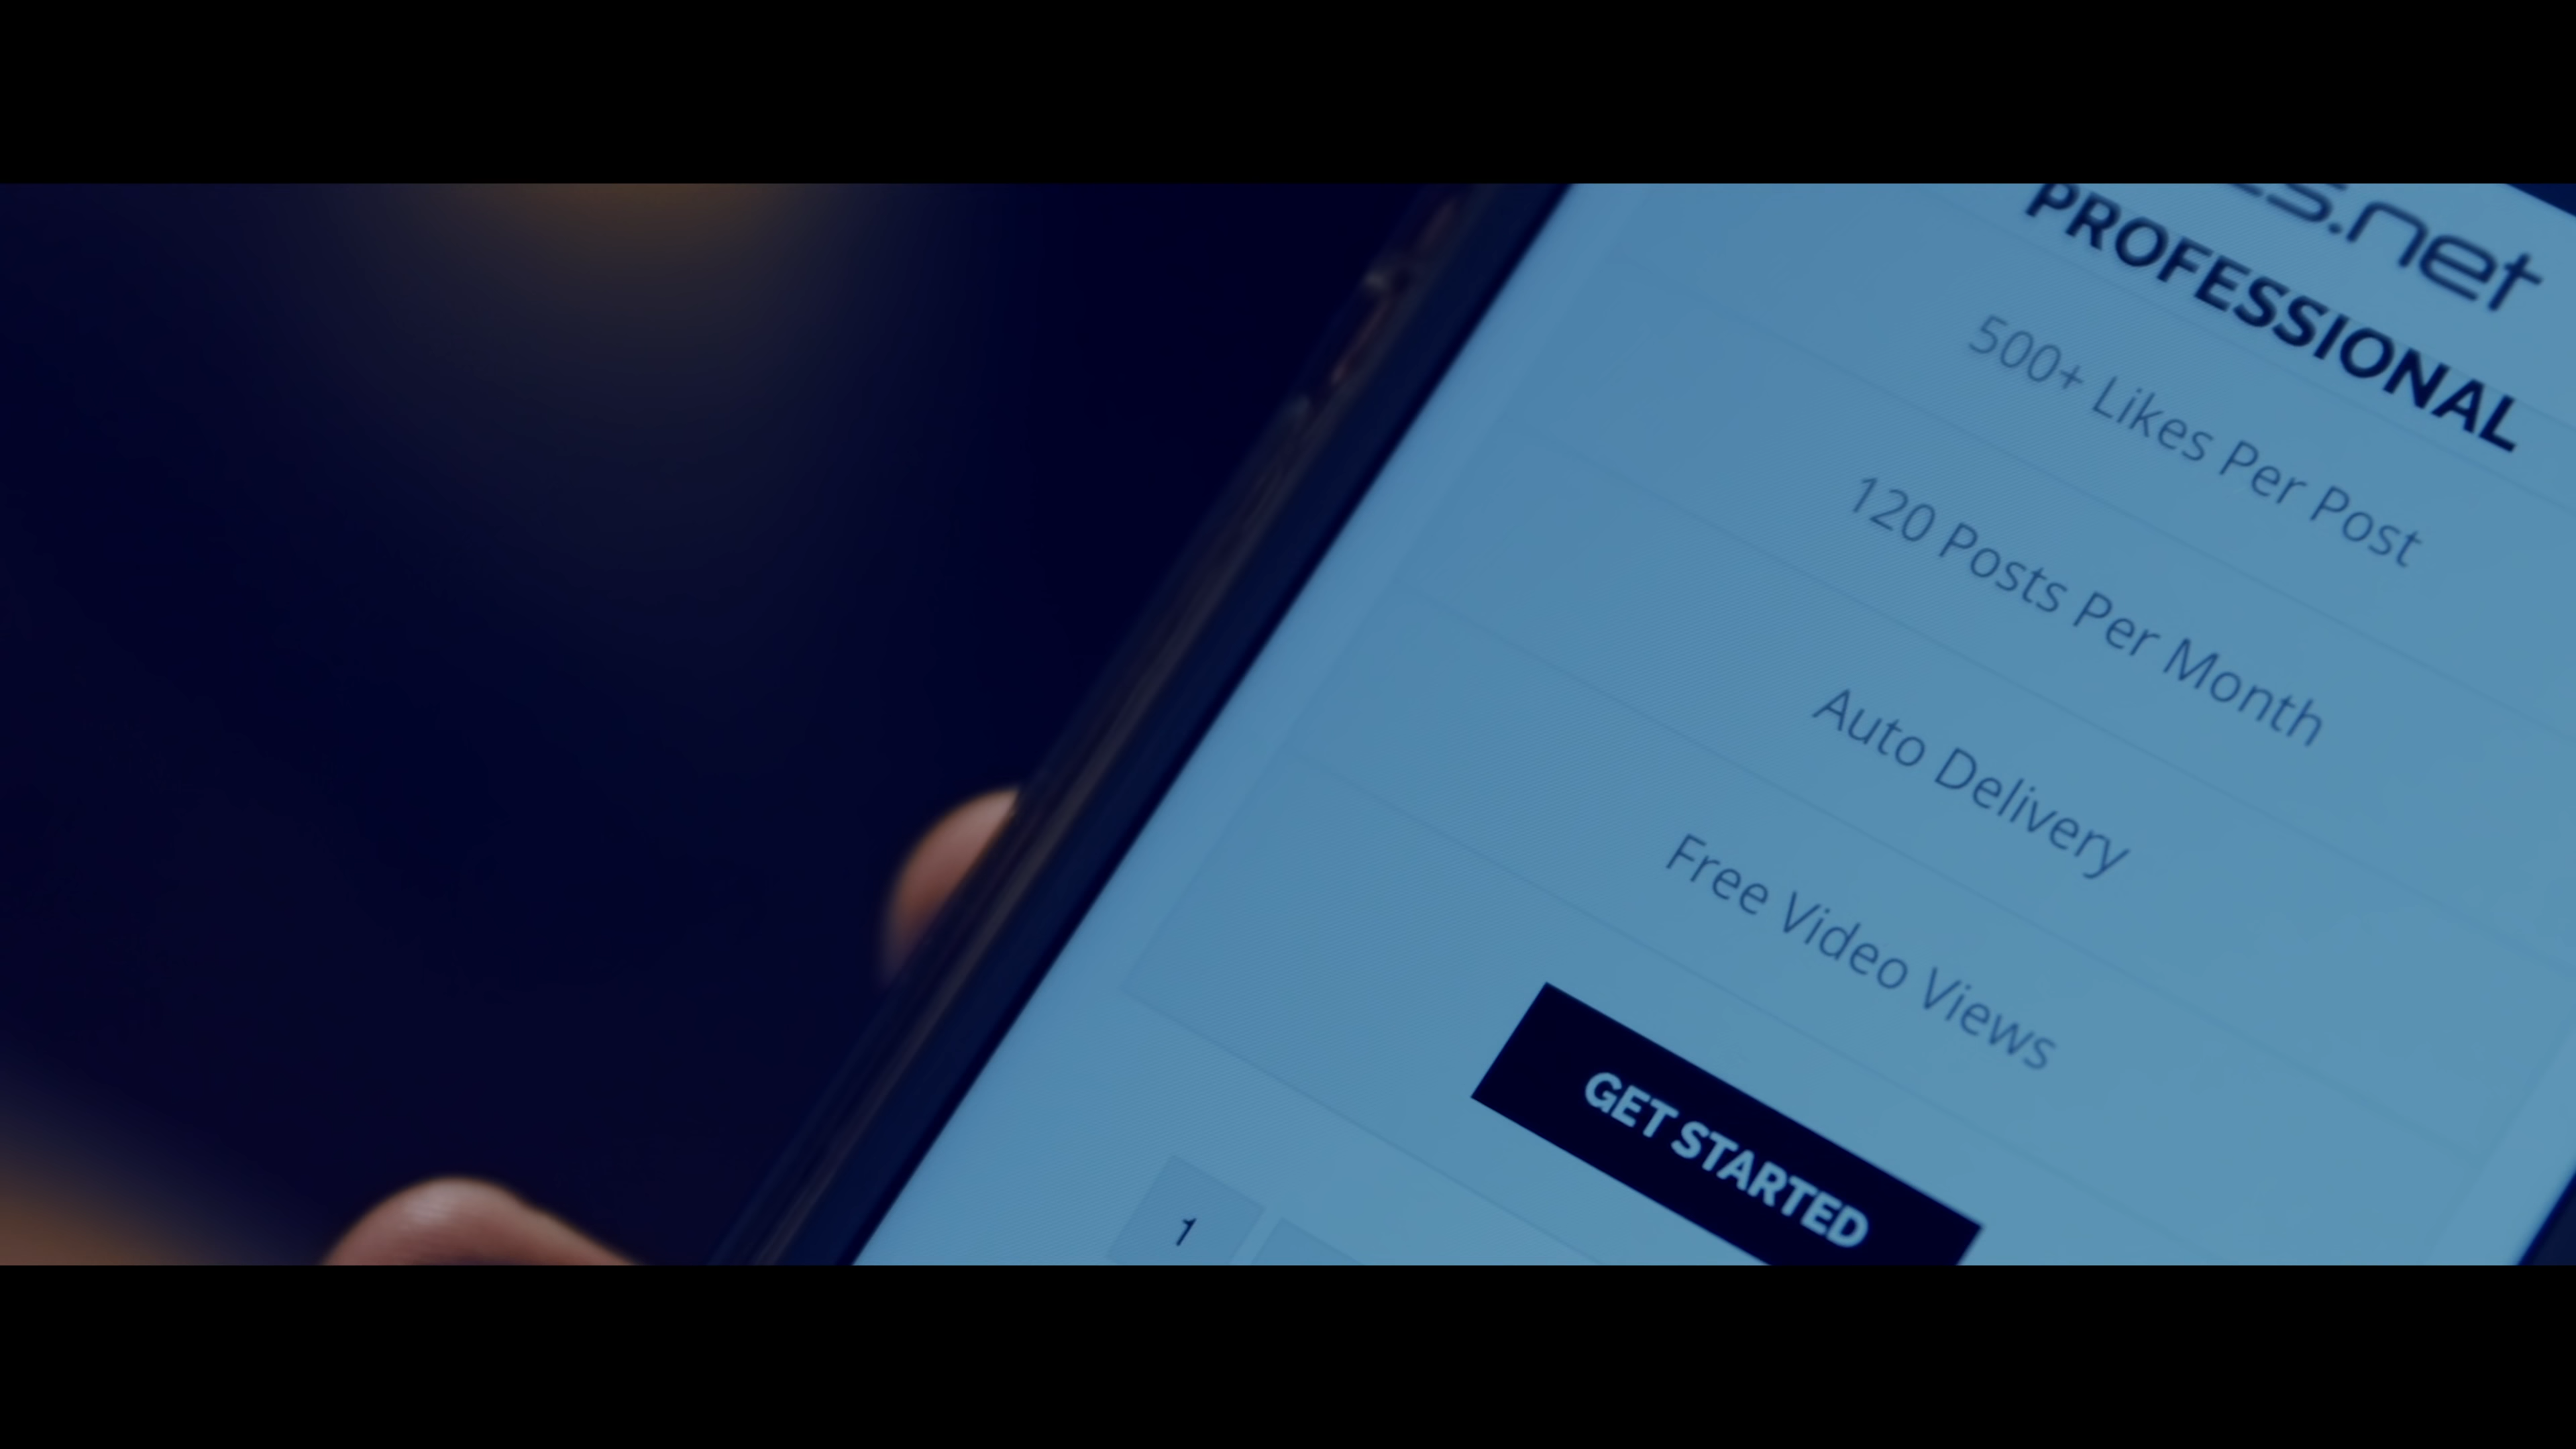 s.net
PROFESSIONAL
500+ Likes Per Post
120 Posts Per Month
Auto Delivery
Free Video Views
GET STARTED
1